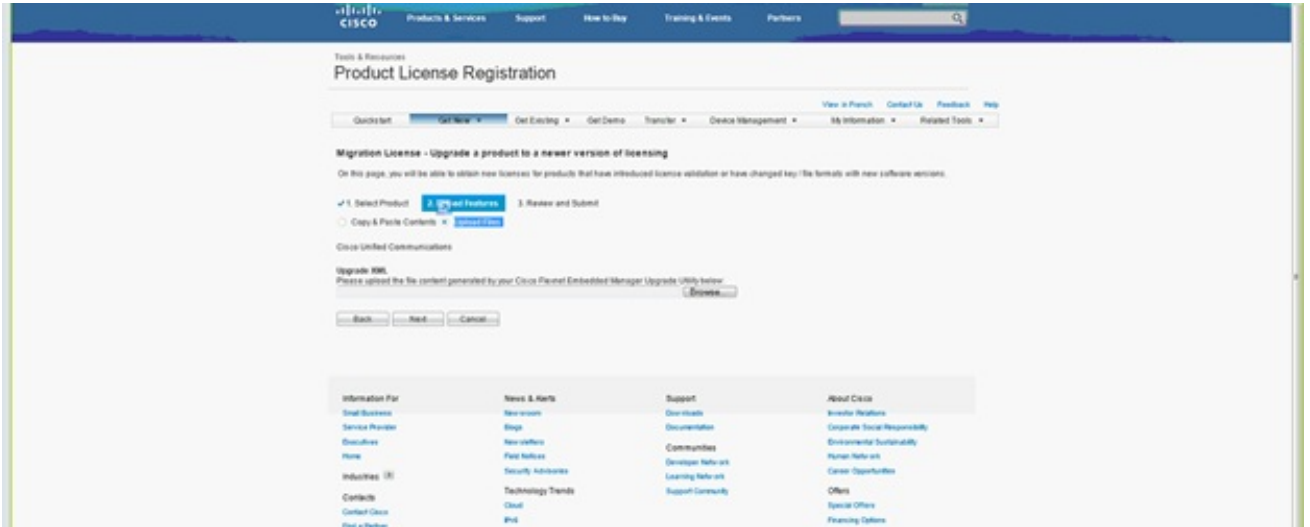 CISCO
Products & Services Support How to Buy Training & Events Partners
Tools & Resources
Product License Registration
View in French Contact Us Feedback Help
Quickstart Get New Get Existing Get Demo Transfer Device Management My Information Related Tools
Migration License - Upgrade a product to a newer version of licensing
On this page, you will be able to obtain new licenses for products that have introduced license validation or have changed key / file formats with new software versions.
1. Select Product 2. Upload Features 3. Review and Submit
Copy & Paste Contents Upload Files
Cisco Unified Communications
Upgrade XML
Please upload the file content generated by your Cisco Flexnet Embedded Manager Upgrade Utility below:
Browse...
Back Next Cancel
Information For News & Alerts Support About Cisco
Small Business Newsroom Downloads Investor Relations
Service Provider Blogs Documentation Corporate Social Responsibility
Executives Newsletters Environmental Sustainability
Home Field Notices Communities Human Network
Security Advisories Developer Network Career Opportunities
Industries Learning Network
Contacts Technology Trends Support Community Offers
Contact Cisco Cloud Special Offers
Find a Partner IPv6 Financing Options